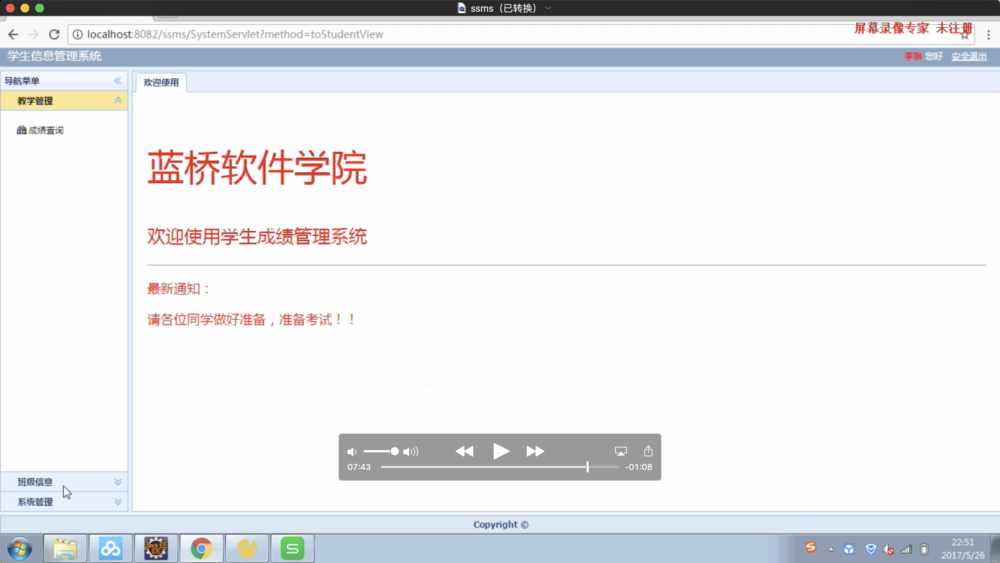 ssms（已转换）
localhost:8082/ssms/SystemServlet?method=toStudentView
屏幕录像专家 未注册
学生信息管理系统
李翀 您好 安全退出
导航菜单
欢迎使用
教学管理
成绩查询
蓝桥软件学院
欢迎使用学生成绩管理系统
最新通知：
请各位同学做好准备，准备考试！！
07:43
-01:08
班级信息
系统管理
Copyright ©
Java EE
IDE
22:51
2017/5/26